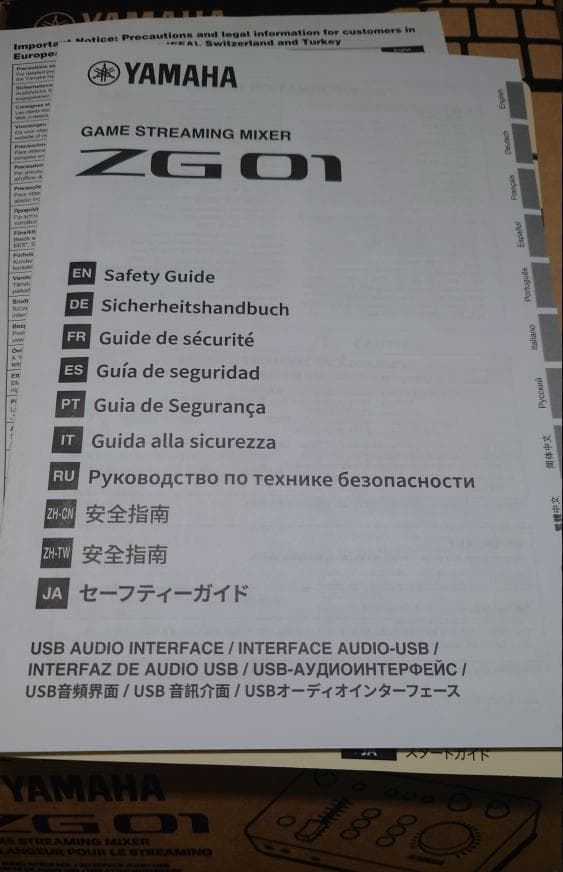 Important Notice: Precautions and legal information for customers in
Switzerland and Turkey
English
YAMAHA
GAME STREAMING MIXER
ZG01
EN Safety Guide
DE Sicherheitshandbuch
FR Guide de sécurité
ES Guía de seguridad
PT Guia de Segurança
IT Guida alla sicurezza
RU Руководство по технике безопасности
ZH-CN 安全指南
ZH-TW 安全指南
JA セーフティーガイド
USB AUDIO INTERFACE / INTERFACE AUDIO-USB /
INTERFAZ DE AUDIO USB / USB-АУДИОИНТЕРФЕЙС /
USB音頻界面 / USB 音訊介面 / USBオーディオインターフェース
English
Deutsch
Français
Español
Português
Italiano
Русский
简体中文
繁體中文
JA スタートガイド
YAMAHA
ZG01
STREAMING MIXER
POUR LE STREAMING